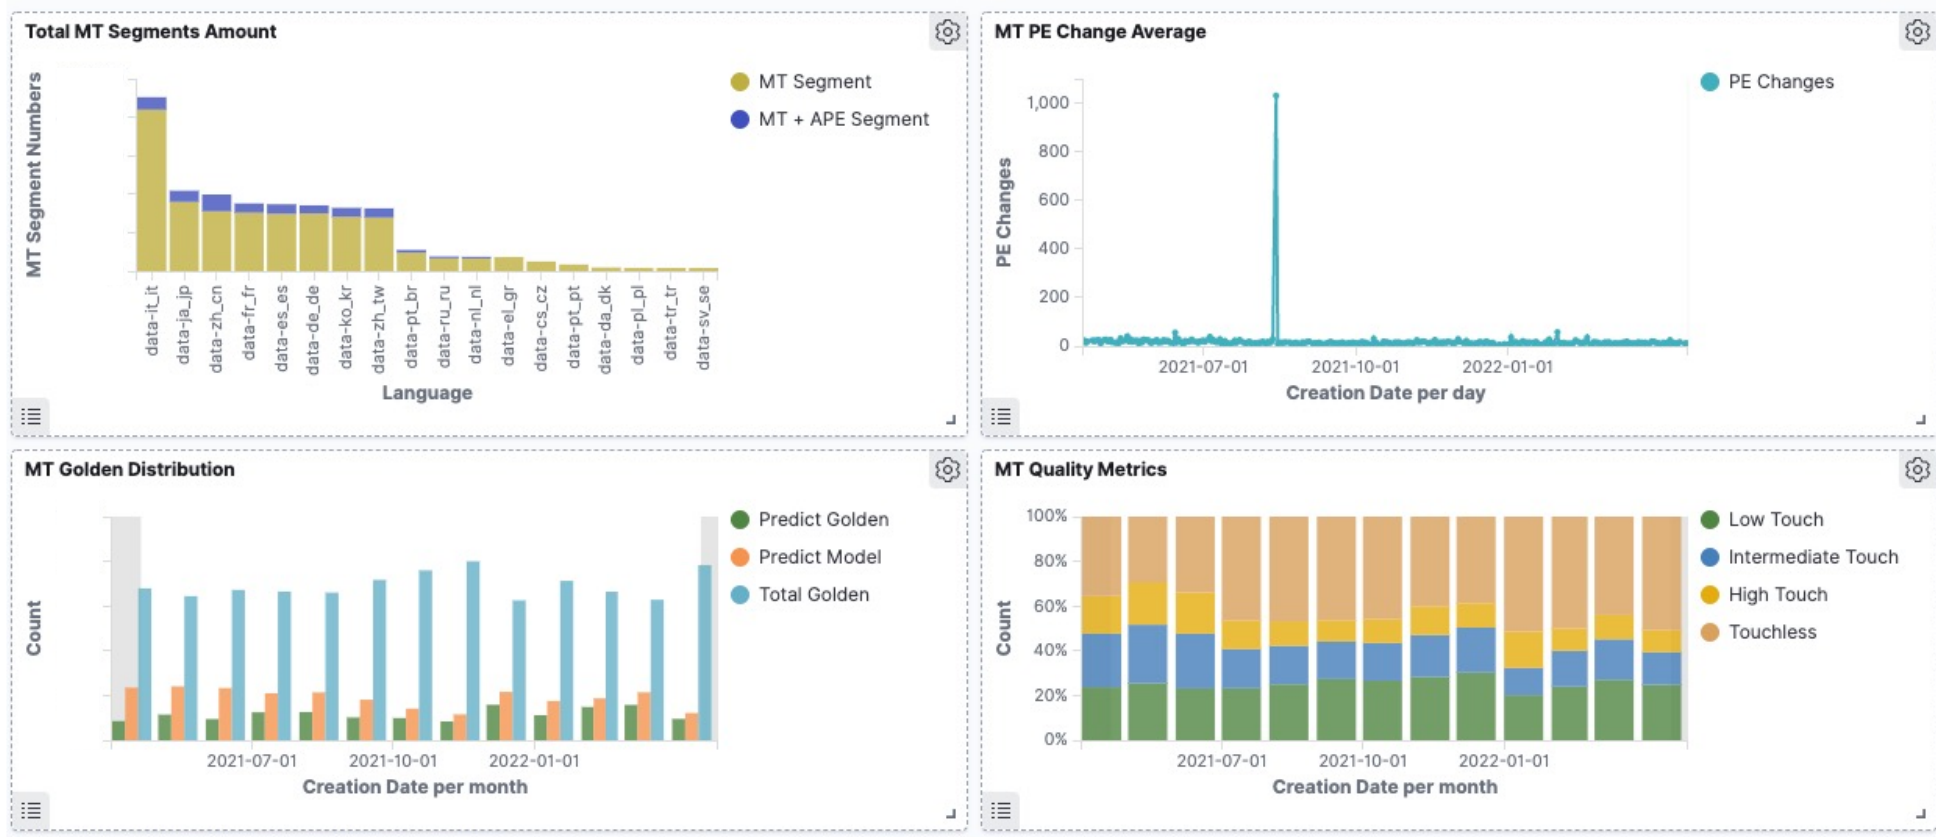 Total MT Segments Amount
MT Segment Numbers
MT Segment
MT + APE Segment
data-it_it
data-ja_jp
data-zh_cn
data-fr_fr
data-es_es
data-de_de
data-ko_kr
data-zh_tw
data-pt_br
data-ru_ru
data-nl_nl
data-el_gr
data-cs_cz
data-pt_pt
data-da_dk
data-pl_pl
data-tr_tr
data-sv_se
Language
MT PE Change Average
PE Changes
1,000
800
600
400
200
0
PE Changes
2021-07-01
2021-10-01
2022-01-01
Creation Date per day
MT Golden Distribution
Count
Predict Golden
Predict Model
Total Golden
2021-07-01
2021-10-01
2022-01-01
Creation Date per month
MT Quality Metrics
Count
100%
80%
60%
40%
20%
0%
Low Touch
Intermediate Touch
High Touch
Touchless
2021-07-01
2021-10-01
2022-01-01
Creation Date per month